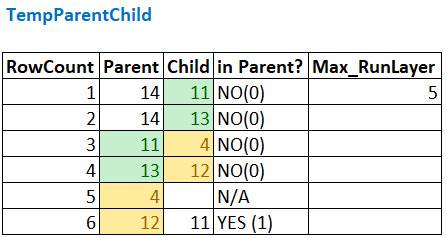 TempParentChild
RowCount Parent Child in Parent? Max_RunLayer
1 14 11 NO(0) 5
2 14 13 NO(0)
3 11 4 NO(0)
4 13 12 NO(0)
5 4 N/A
6 12 11 YES (1)